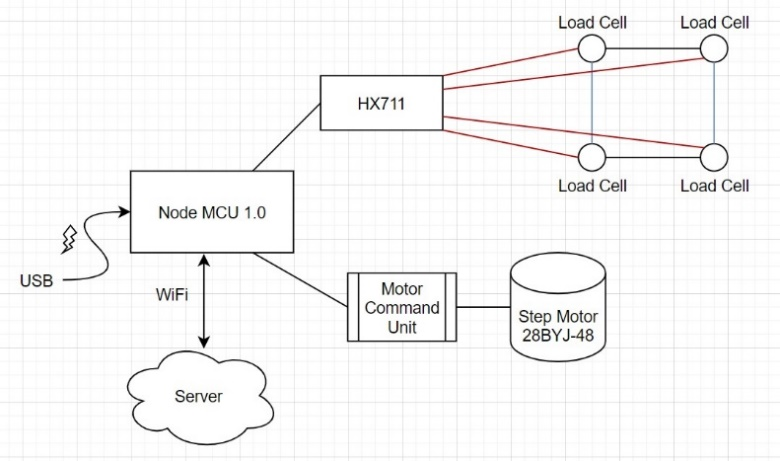 Load Cell
Load Cell
HX711
Load Cell
Load Cell
Node MCU 1.0
USB
WiFi
Motor
Command
Unit
Step Motor
28BYJ-48
Server